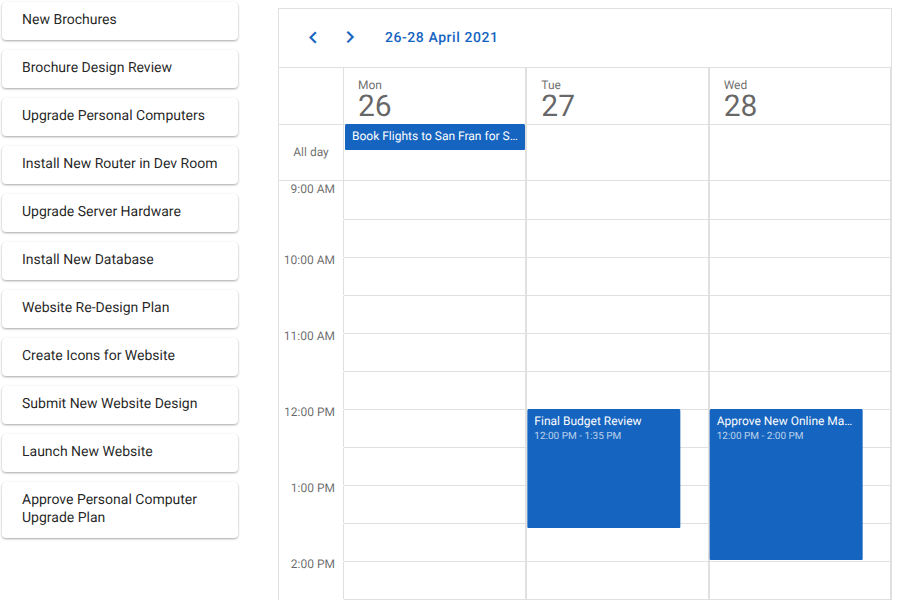 New Brochures
Brochure Design Review
Upgrade Personal Computers
Install New Router in Dev Room
Upgrade Server Hardware
Install New Database
Website Re-Design Plan
Create Icons for Website
Submit New Website Design
Launch New Website
Approve Personal Computer
Upgrade Plan
26-28 April 2021
Mon
26
Tue
27
Wed
28
All day
Book Flights to San Fran for S...
9:00 AM
10:00 AM
11:00 AM
12:00 PM
Final Budget Review
12:00 PM - 1:35 PM
Approve New Online Ma...
12:00 PM - 2:00 PM
1:00 PM
2:00 PM